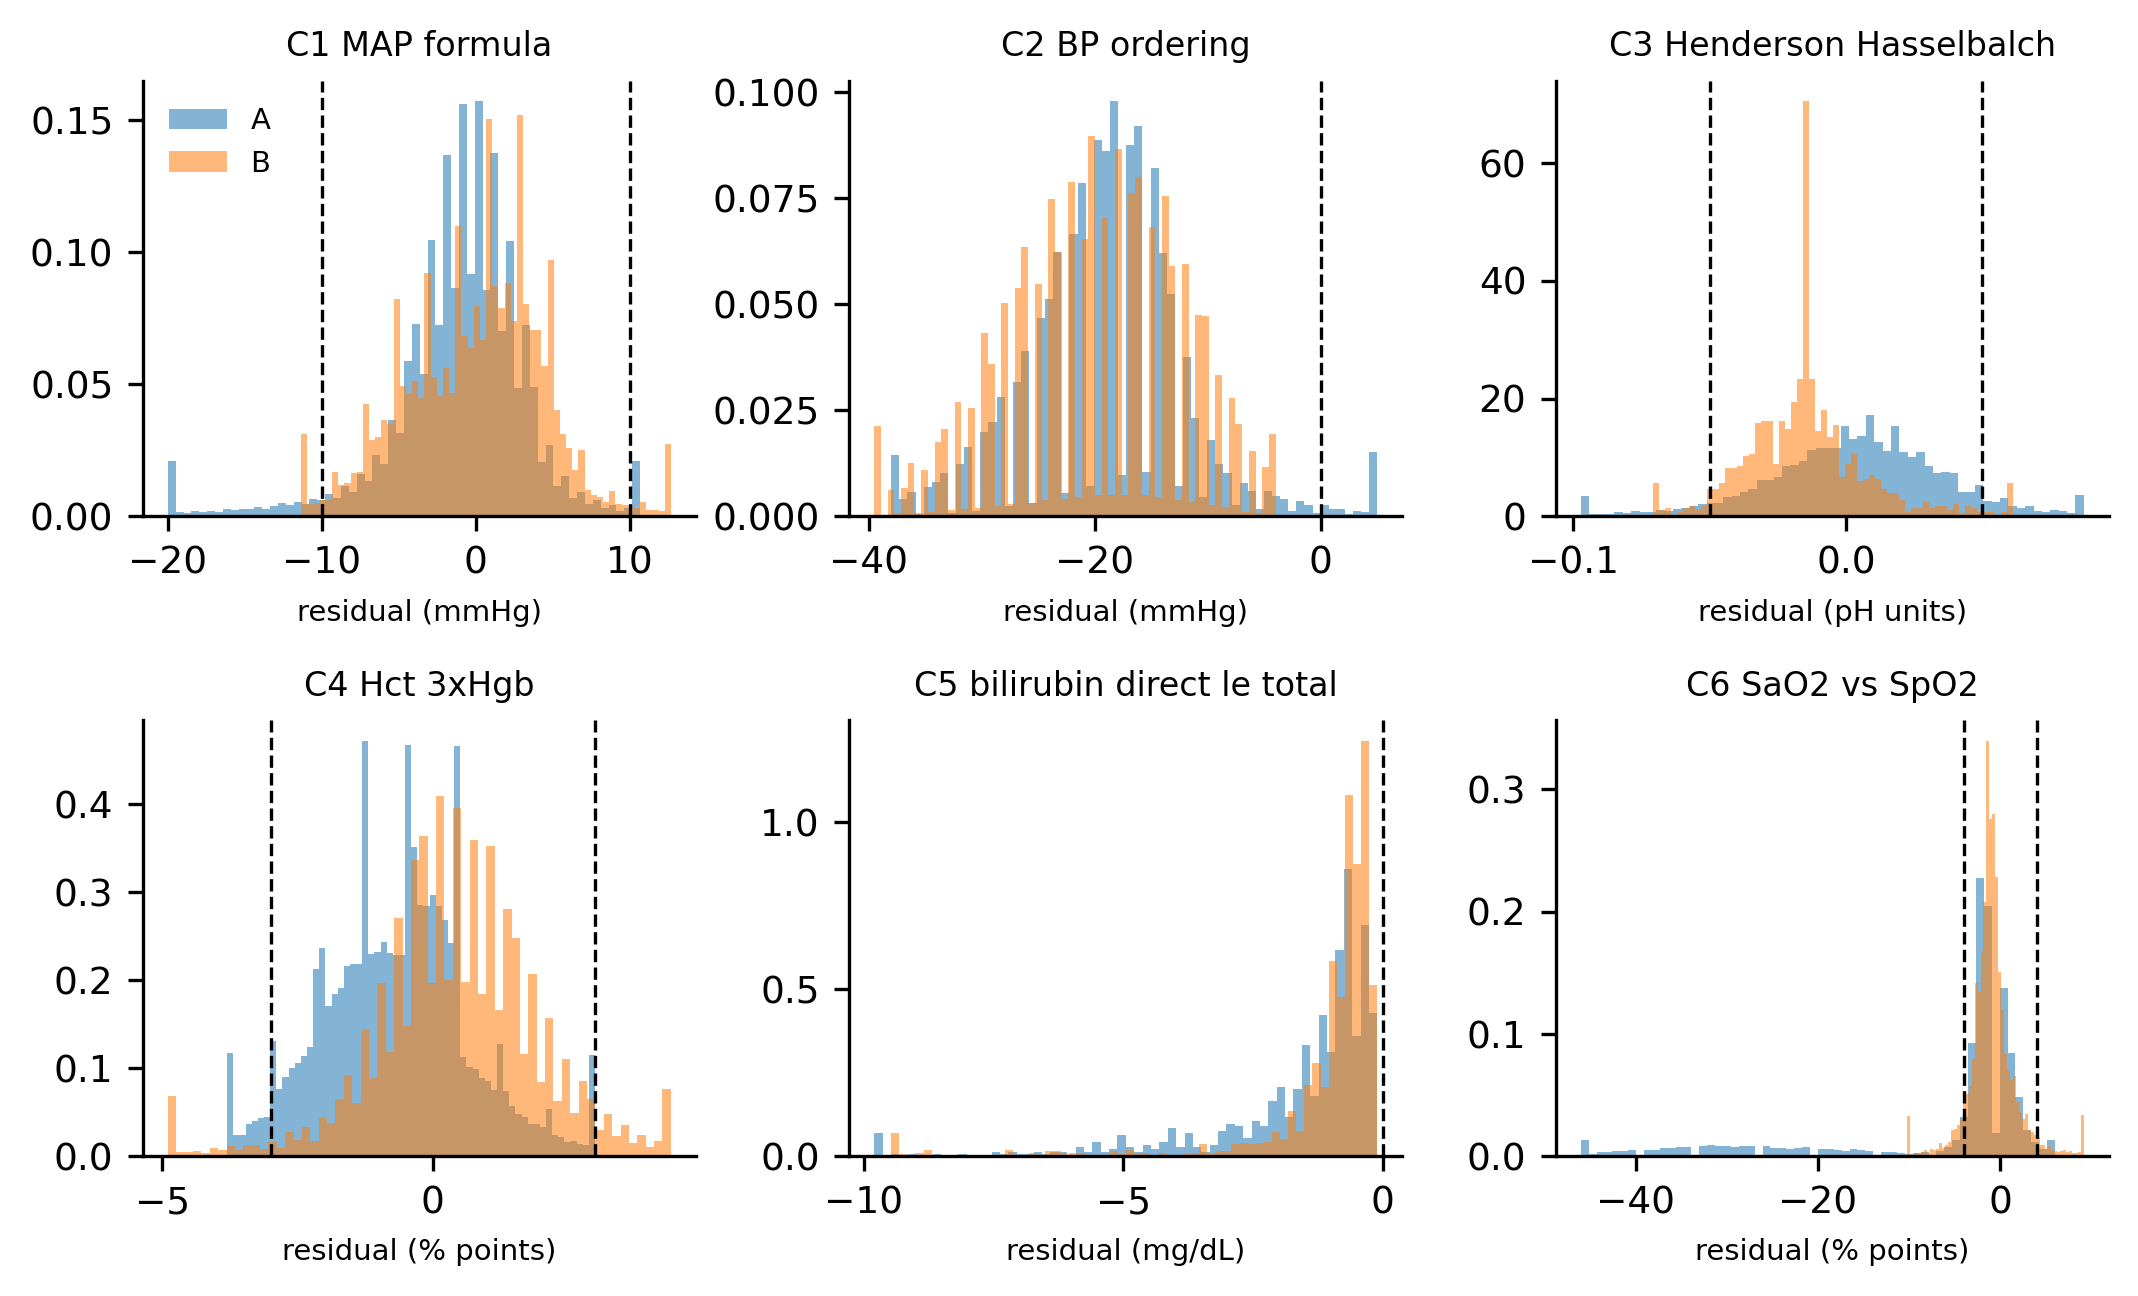 C1 MAP formula
A
B
0.15
0.10
0.05
0.00
−20 −10 0 10
residual (mmHg)
C2 BP ordering
0.100
0.075
0.050
0.025
0.000
−40 −20 0
residual (mmHg)
C3 Henderson Hasselbalch
60
40
20
0
−0.1 0.0
residual (pH units)
C4 Hct 3xHgb
0.4
0.3
0.2
0.1
0.0
−5 0
residual (% points)
C5 bilirubin direct le total
1.0
0.5
0.0
−10 −5 0
residual (mg/dL)
C6 SaO2 vs SpO2
0.3
0.2
0.1
0.0
−40 −20 0
residual (% points)